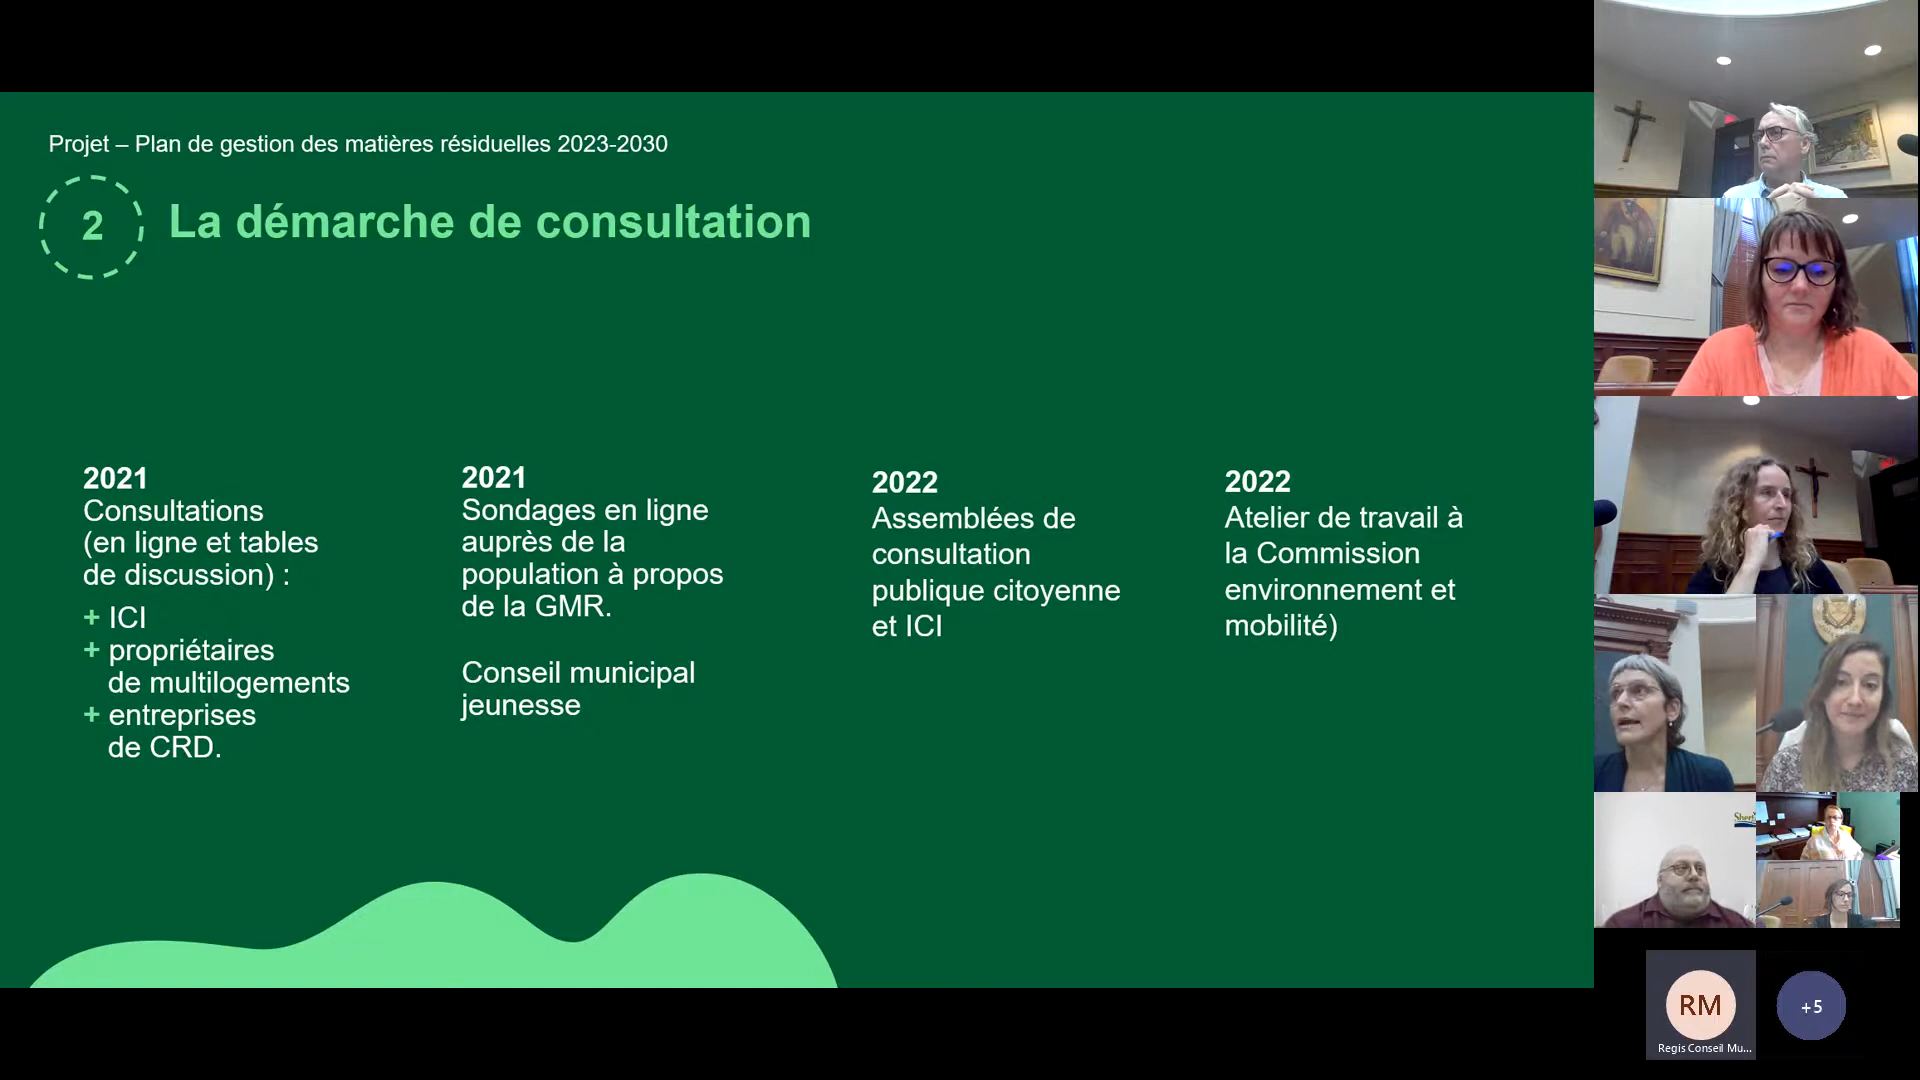 Projet – Plan de gestion des matières résiduelles 2023-2030
2
La démarche de consultation
2021
Consultations
(en ligne et tables
de discussion) :
+ ICI
+ propriétaires
de multilogements
+ entreprises
de CRD.
2021
Sondages en ligne
auprès de la
population à propos
de la GMR.
Conseil municipal
jeunesse
2022
Assemblées de
consultation
publique citoyenne
et ICI
2022
Atelier de travail à
la Commission
environnement et
mobilité)
RM
Regis Conseil Mu...
+5